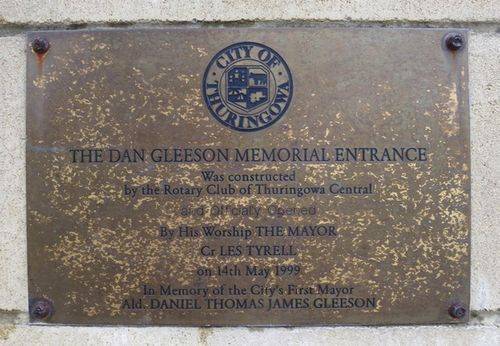 CITY OF
THURINGOWA
THE DAN GLEESON MEMORIAL ENTRANCE
Was constructed
by the Rotary Club of Thuringowa Central
and Officially Opened
By His Worship THE MAYOR
Cr LES TYRELL
on 14th May 1999
In Memory of the City's First Mayor
Ald. DANIEL THOMAS JAMES GLEESON